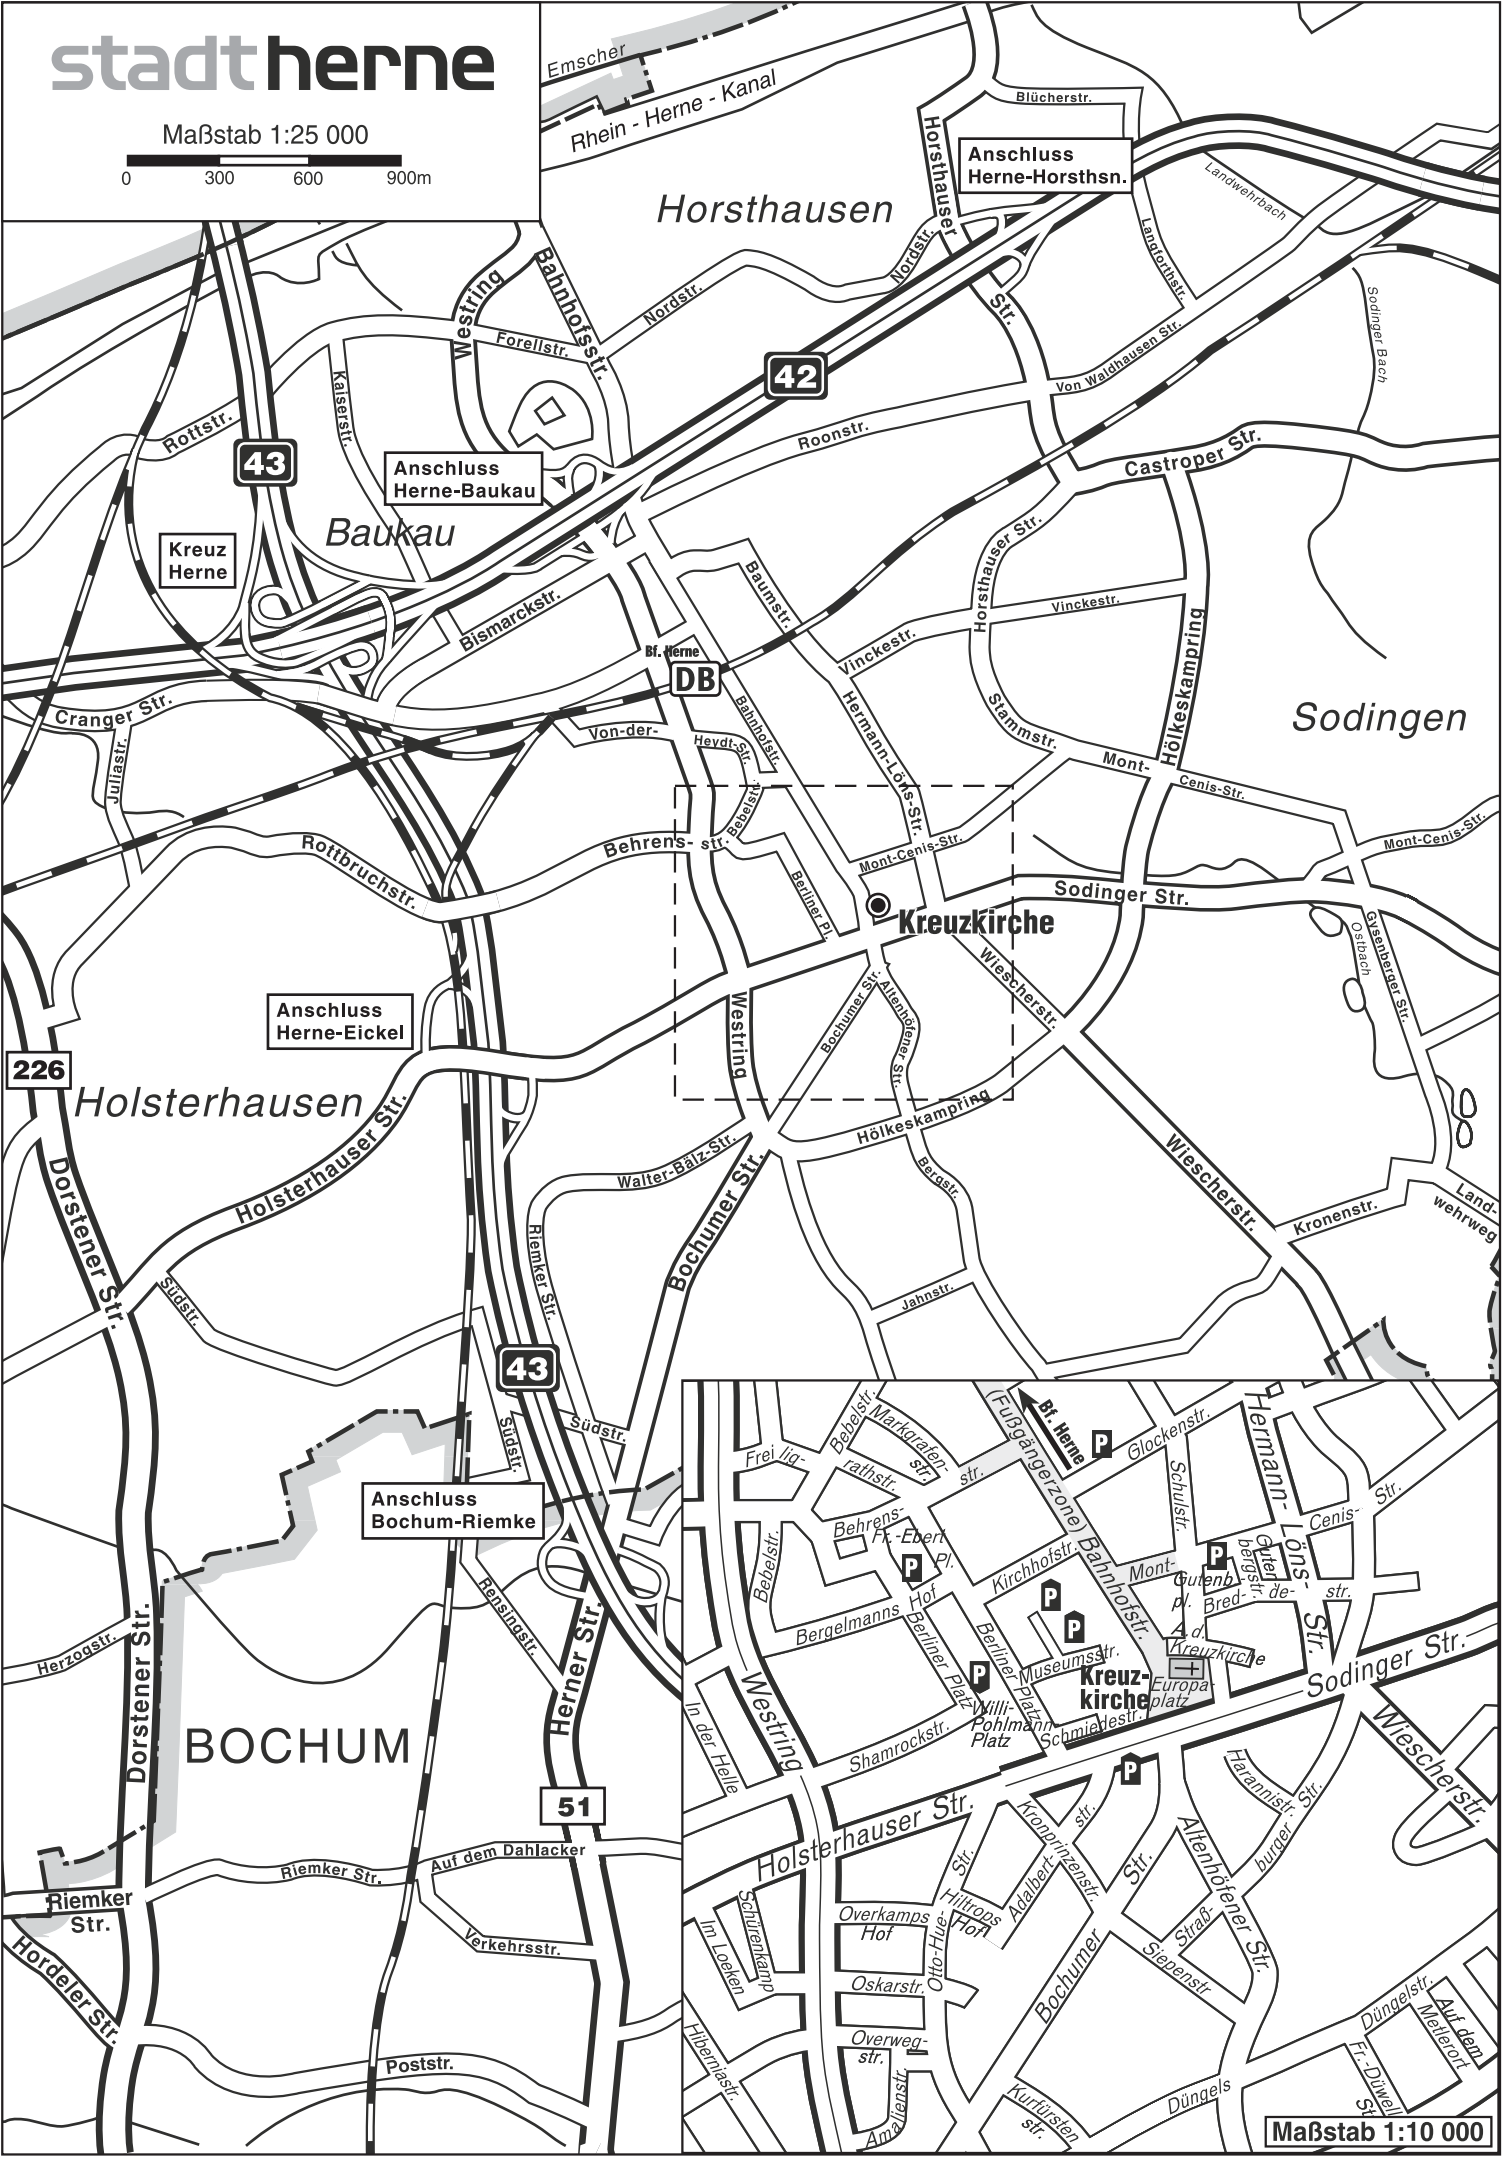 stadtherne
Maßstab 1:25 000
0 300 600 900m
Emscher
Rhein - Herne - Kanal
Blücherstr.
Horsthauser
Str.
Anschluss
Herne-Horsthsn.
Landwehrbach
Horsthausen
Langforthstr.
Nordstr.
Nordstr.
Westring
Bahnhofsstr.
Forellstr.
Sodinger Bach
Von Waldhausen Str.
42
Kaiserstr.
Rottstr.
Roonstr.
Castroper Str.
43
Anschluss
Herne-Baukau
Baukau
Kreuz
Herne
Horsthauser Str.
Baumstr.
Bismarckstr.
Vinckestr.
Vinckestr.
Hölkeskampring
Bf. Herne
DB
Cranger Str.
Juliastr.
Von-der-
Heydt-Str.
Bahnhofstr.
Hermann-Löns-Str.
Stammstr.
Sodingen
Mont-
Cenis-Str.
Bebelstr.
Behrens-
str.
Rottbruchstr.
Mont-Cenis-Str.
Mont-Cenis-Str.
Berliner Pl.
Sodinger Str.
Kreuzkirche
Gysenberger Str.
Ostbach
Wiescherstr.
Anschluss
Herne-Eickel
Westring
Bochumer Str.
Altenhöfener Str.
226
Holsterhausen
Holsterhauser Str.
Hölkeskampring
Walter-Bälz-Str.
Bergstr.
Dorstener Str.
Wiescherstr.
Kronenstr.
Land-
wehrweg
Riemker Str.
Bochumer Str.
Südstr.
Jahnstr.
43
Südstr.
Südstr.
Anschluss
Bochum-Riemke
Rensingstr.
Herner Str.
Herzogstr.
Dorstener Str.
BOCHUM
51
Auf dem Dahlacker
Riemker Str.
Riemker
Str.
Verkehrsstr.
Hordeler Str.
Poststr.
Bebelstr.
Markgrafen-
str.
Frei lig-
rathstr.
str.
(Fußgängerzone) Bahnhofstr.
Bf. Herne
P
Glockenstr.
Schulstr.
Hermann-
Löns-
Str.
Cenis-
Str.
Behrens-
Fr.-Ebert
Pl.
P
Bebelstr.
Kirchhofstr.
Mont-
P
Gutenb
pl.
Guten
bergstr.
Bred-
de-
str.
Bergelmanns Hof
P
P
Berliner Platz
Berliner-Platz
Museumsstr.
A.d.
Kreuzkirche
Kreuz-
kirche
Europa-
platz
P
Willi-
Pohlmann
Platz
Schmiedestr.
Sodinger Str.
Westring
In der Helle
Shamrockstr.
P
Wiescherstr.
Harannistr.
Holsterhauser Str.
Kronprinzenstr.
Adalbert-
str.
Str.
Otto-Hue-
Altenhöfener Str.
Straß-
burger Str.
Hiltrops
Hof
Schürenkamp
Im Loeken
Overkamps
Hof
Bochumer
Str.
Siepenstr
Oskarstr.
Overweg-
str.
Hiberniastr.
Amalienstr.
Kurfürsten
str.
Düngels
Düngelstr.
Fr.-Düwell
St
Auf dem
Metlerort
Maßstab 1:10 000